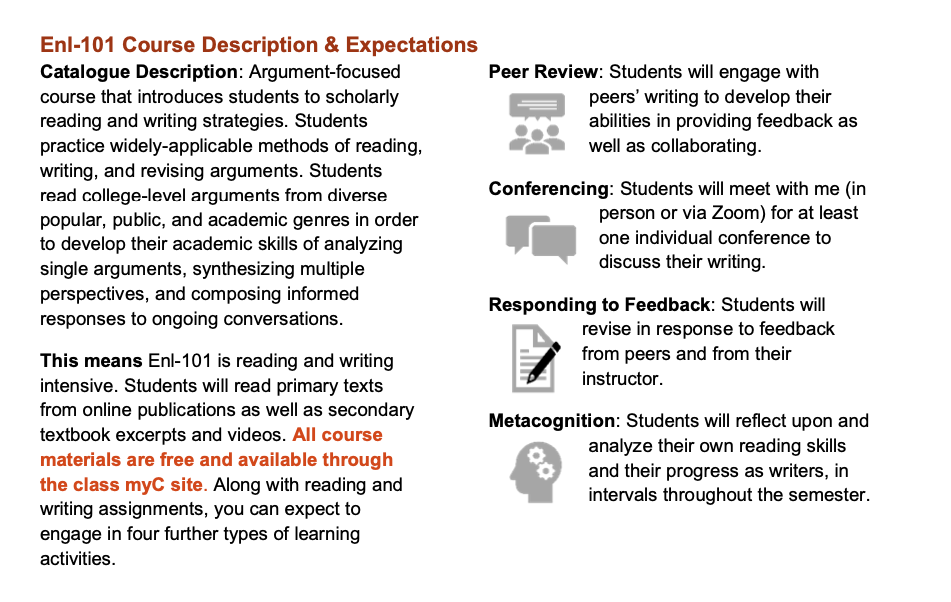 Enl-101 Course Description & Expectations
Catalogue Description: Argument-focused
course that introduces students to scholarly
reading and writing strategies. Students
practice widely-applicable methods of reading,
writing, and revising arguments. Students
read college-level arguments from diverse
popular, public, and academic genres in order
to develop their academic skills of analyzing
single arguments, synthesizing multiple
perspectives, and composing informed
responses to ongoing conversations.
This means Enl-101 is reading and writing
intensive. Students will read primary texts
from online publications as well as secondary
textbook excerpts and videos. All course
materials are free and available through
the class myC site. Along with reading and
writing assignments, you can expect to
engage in four further types of learning
activities.
Peer Review: Students will engage with
peers’ writing to develop their
abilities in providing feedback as
well as collaborating.
Conferencing: Students will meet with me (in
person or via Zoom) for at least
one individual conference to
discuss their writing.
Responding to Feedback: Students will
revise in response to feedback
from peers and from their
instructor.
Metacognition: Students will reflect upon and
analyze their own reading skills
and their progress as writers, in
intervals throughout the semester.